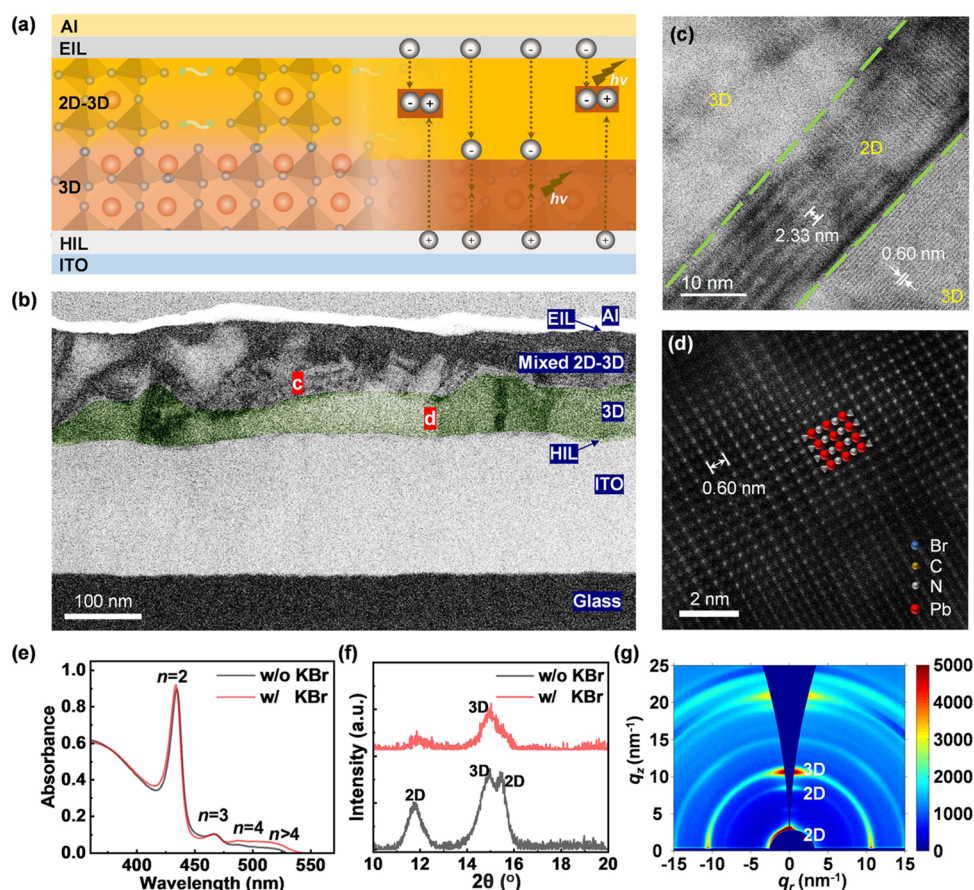 (a)
Al
EIL
2D-3D
3D
HIL
ITO
- - - -
- + hv - +
- -
hv
+ + + +
(b)
EIL Al
Mixed 2D-3D
c
d 3D
HIL
ITO
100 nm Glass
(c)
3D
2D
2.33 nm
0.60 nm
10 nm 3D
(d)
0.60 nm
Br
C
N
Pb
2 nm
(e)
1.0
0.8
0.6
0.4
0.2
0.0
Absorbance
n=2
w/o KBr
w/ KBr
n=3
n=4
n>4
400 450 500 550
Wavelength (nm)
(f)
Intensity (a.u.)
w/o KBr
w/ KBr
3D
2D 3D 2D
10 12 14 16 18 20
2θ (o)
(g)
25
20
15
10
5
0
qz (nm-1)
3D
2D
2D
-15 -10 -5 0 5 10 15
qr (nm-1)
5000
4000
3000
2000
1000
0